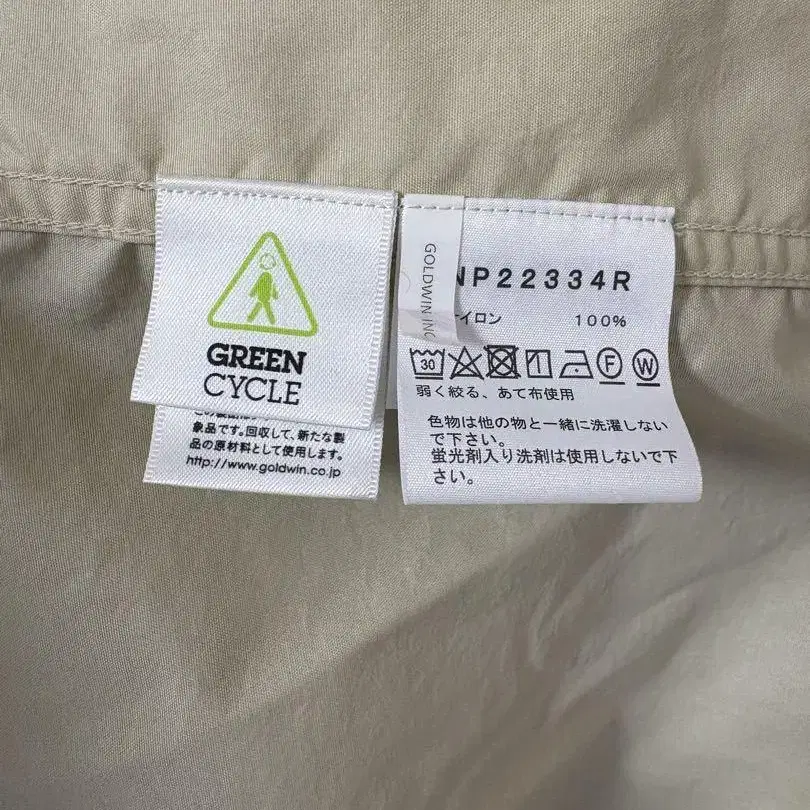 GREEN
CYCLE
象品です。回収して、新たな製
品の原材料として使用します。
http://www.goldwin.co.jp
GOLDWIN INC
NP22334R
イロン 100%
30
F
W
弱く絞る、あて布使用
色物は他の物と一緒に洗濯しない
で下さい。
蛍光剤入り洗剤は使用しないで下
さい。